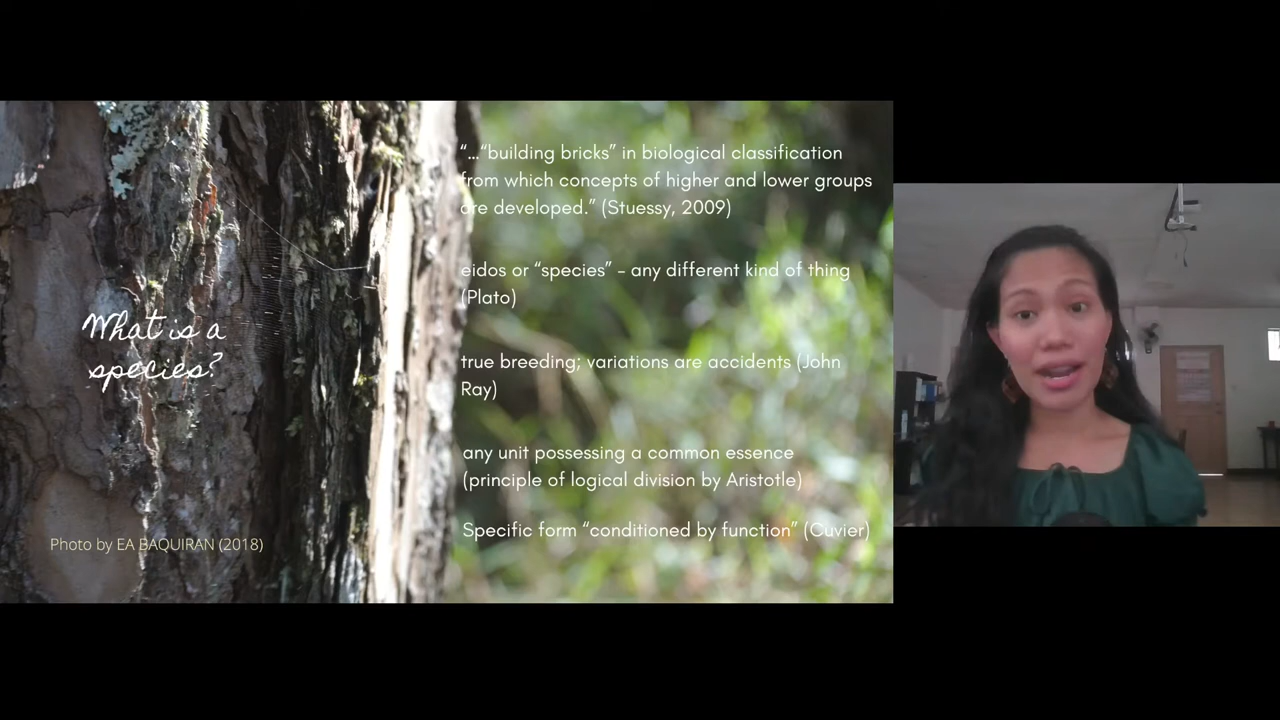 What is a
species?
Photo by EA BAQUIRAN (2018)
“...“building bricks” in biological classification
from which concepts of higher and lower groups
are developed.” (Stuessy, 2009)
eidos or “species” - any different kind of thing
(Plato)
true breeding; variations are accidents (John
Ray)
any unit possessing a common essence
(principle of logical division by Aristotle)
Specific form “conditioned by function” (Cuvier)